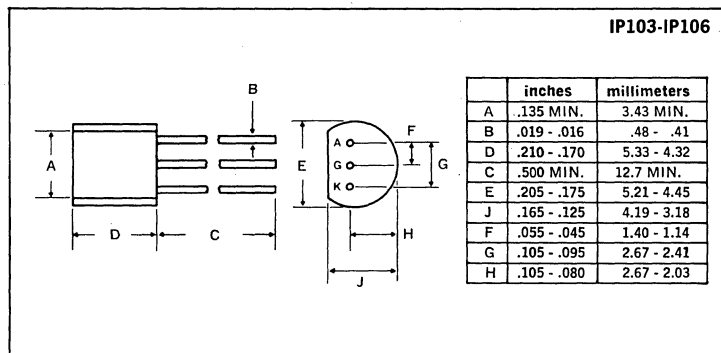 IP103-IP106
B
A
D
C
E
A
G
K
F
G
H
J
inches millimeters
A .135 MIN. 3.43 MIN.
B .019 - .016 .48 - .41
D .210 - .170 5.33 - 4.32
C .500 MIN. 12.7 MIN.
E .205 - .175 5.21 - 4.45
J .165 - .125 4.19 - 3.18
F .055 - .045 1.40 - 1.14
G .105 - .095 2.67 - 2.41
H .105 - .080 2.67 - 2.03